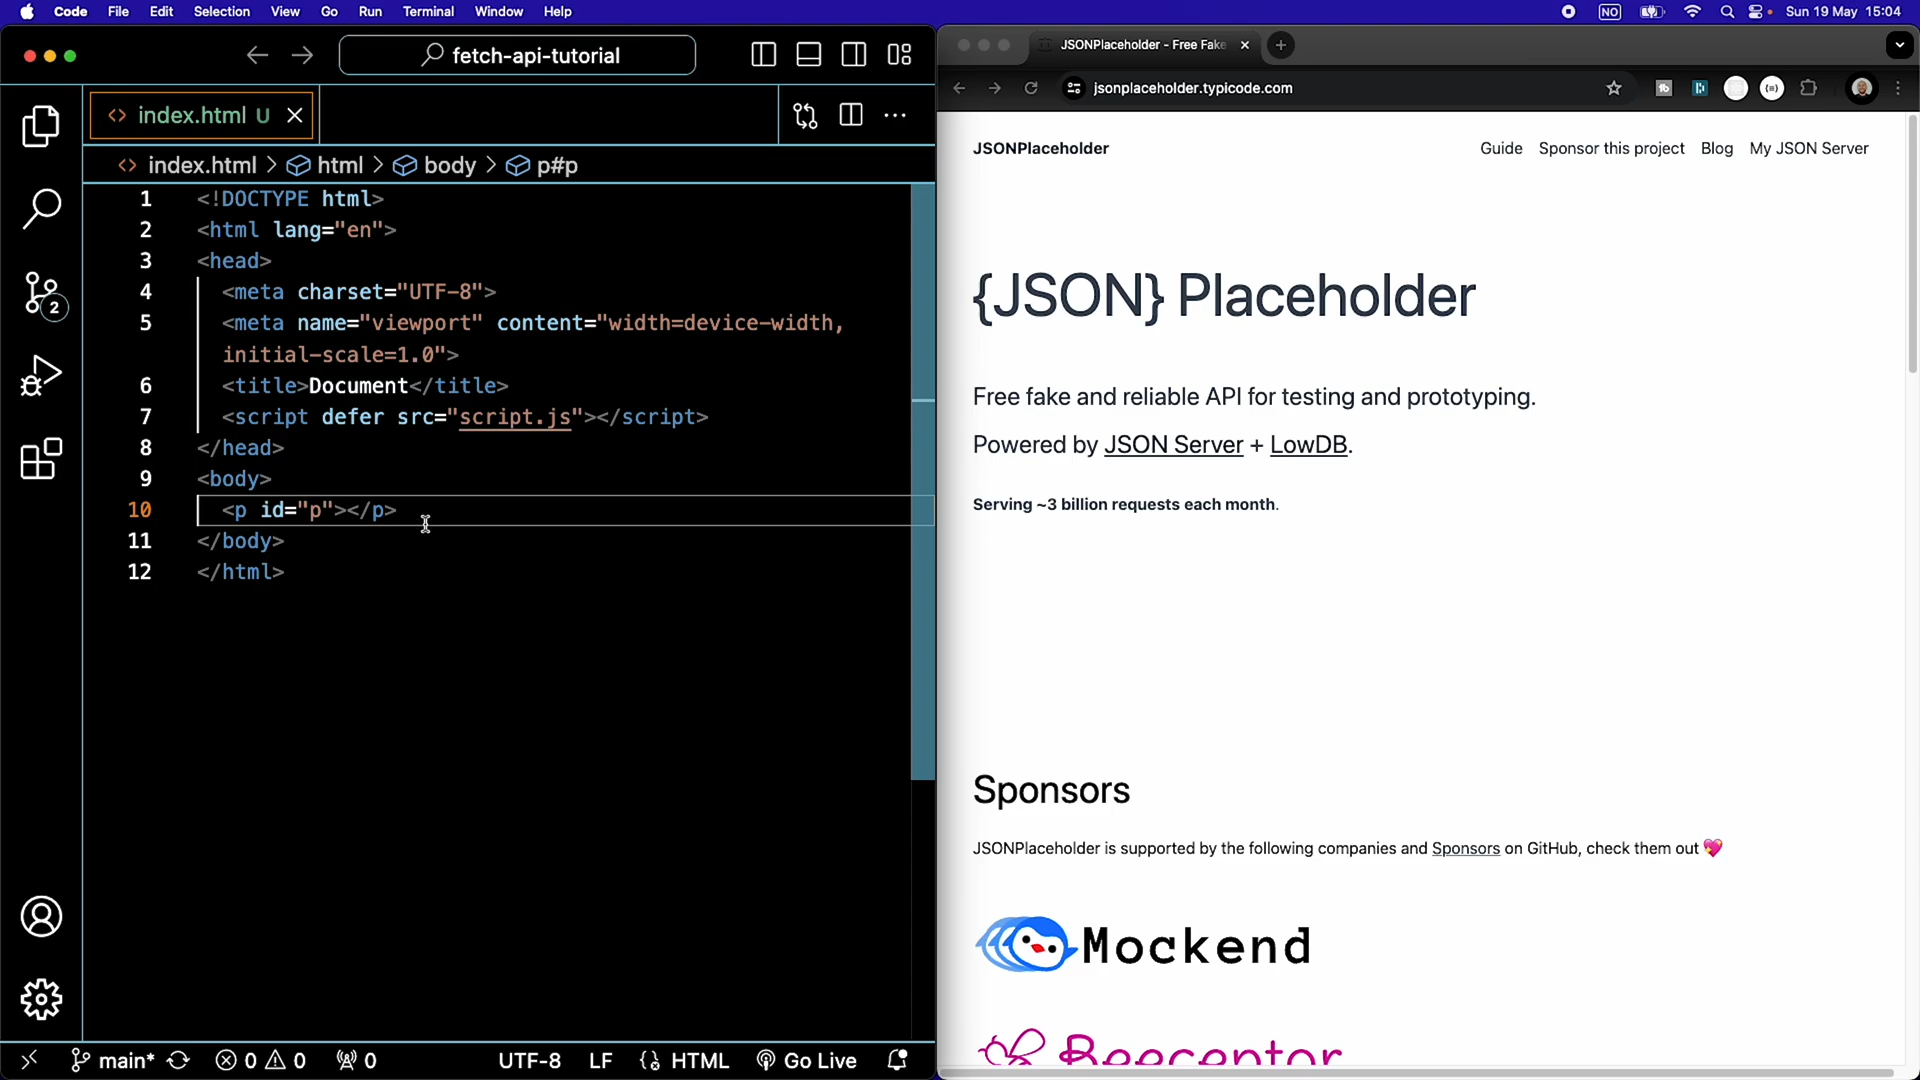 Code File Edit Selection View Go Run Terminal Window Help NO Sun 19 May 15:04
fetch-api-tutorial
index.html U
index.html > html > body > p#p
1 <!DOCTYPE html>
2 <html lang="en">
3 <head>
4 <meta charset="UTF-8">
5 <meta name="viewport" content="width=device-width,
initial-scale=1.0">
6 <title>Document</title>
7 <script defer src="script.js"></script>
8 </head>
9 <body>
10 <p id="p"></p>
11 </body>
12 </html>
2
main* 0 0 0 UTF-8 LF HTML Go Live
JSONPlaceholder - Free Fake
jsonplaceholder.typicode.com
JSONPlaceholder Guide Sponsor this project Blog My JSON Server
{JSON} Placeholder
Free fake and reliable API for testing and prototyping.
Powered by JSON Server + LowDB.
Serving ~3 billion requests each month.
Sponsors
JSONPlaceholder is supported by the following companies and Sponsors on GitHub, check them out 💖
Mockend
Beeceptor